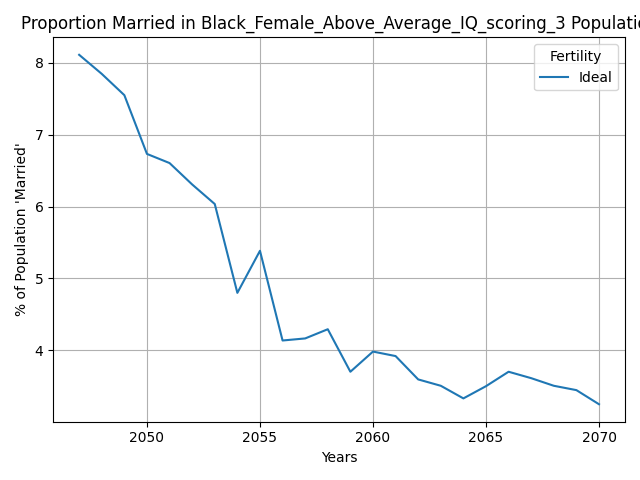 Proportion Married in Black_Female_Above_Average_IQ_scoring_3 Populatio
Fertility
Ideal
% of Population 'Married'
8
7
6
5
4
2050 2055 2060 2065 2070
Years